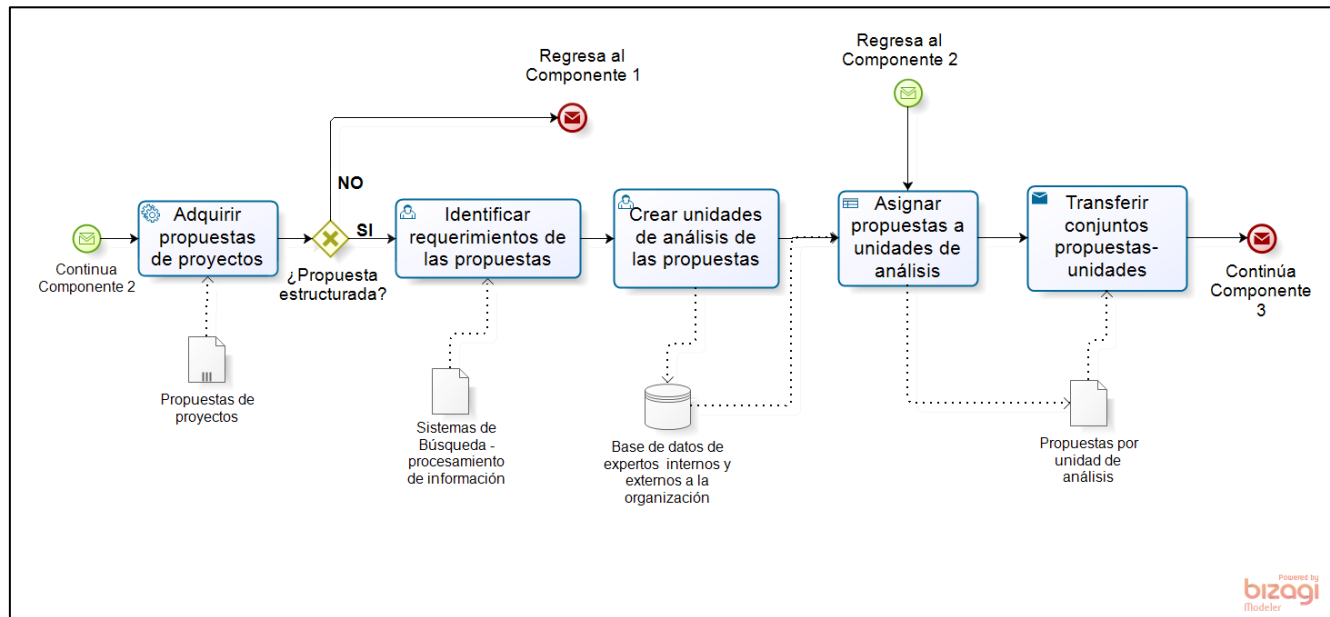 Regresa al
Componente 1
Regresa al
Componente 2
NO
SI
Adquirir
propuestas
de proyectos
Identificar
requerimientos de
las propuestas
Crear unidades
de análisis de
las propuestas
Asignar
propuestas a
unidades de
análisis
Transferir
conjuntos
propuestas-
unidades
Continua
Componente 2
¿Propuesta
estructurada?
Continúa
Componente
3
Propuestas de
proyectos
Sistemas de
Búsqueda -
procesamiento
de información
Base de datos de
expertos internos y
externos a la
organización
Propuestas por
unidad de
análisis
Powered by
bizagi
Modeler